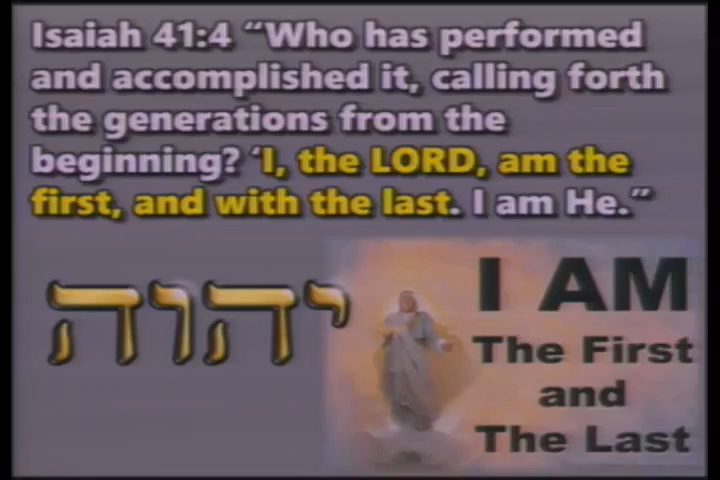 Isaiah 41:4 “Who has performed
and accomplished it, calling forth
the generations from the
beginning? ‘I, the LORD, am the
first, and with the last. I am He.”
יהוה
I AM
The First
and
The Last